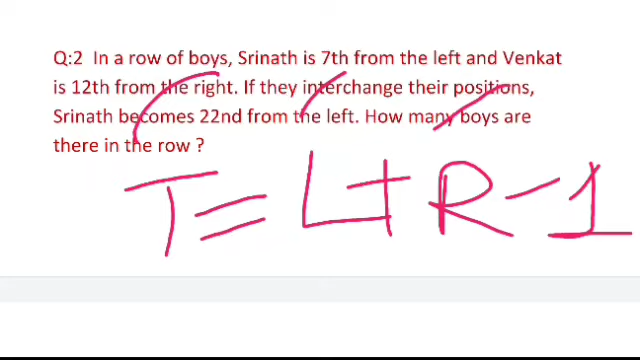 Q:2 In a row of boys, Srinath is 7th from the left and Venkat
is 12th from the right. If they interchange their positions,
Srinath becomes 22nd from the left. How many boys are
there in the row ?
T = L + R - 1